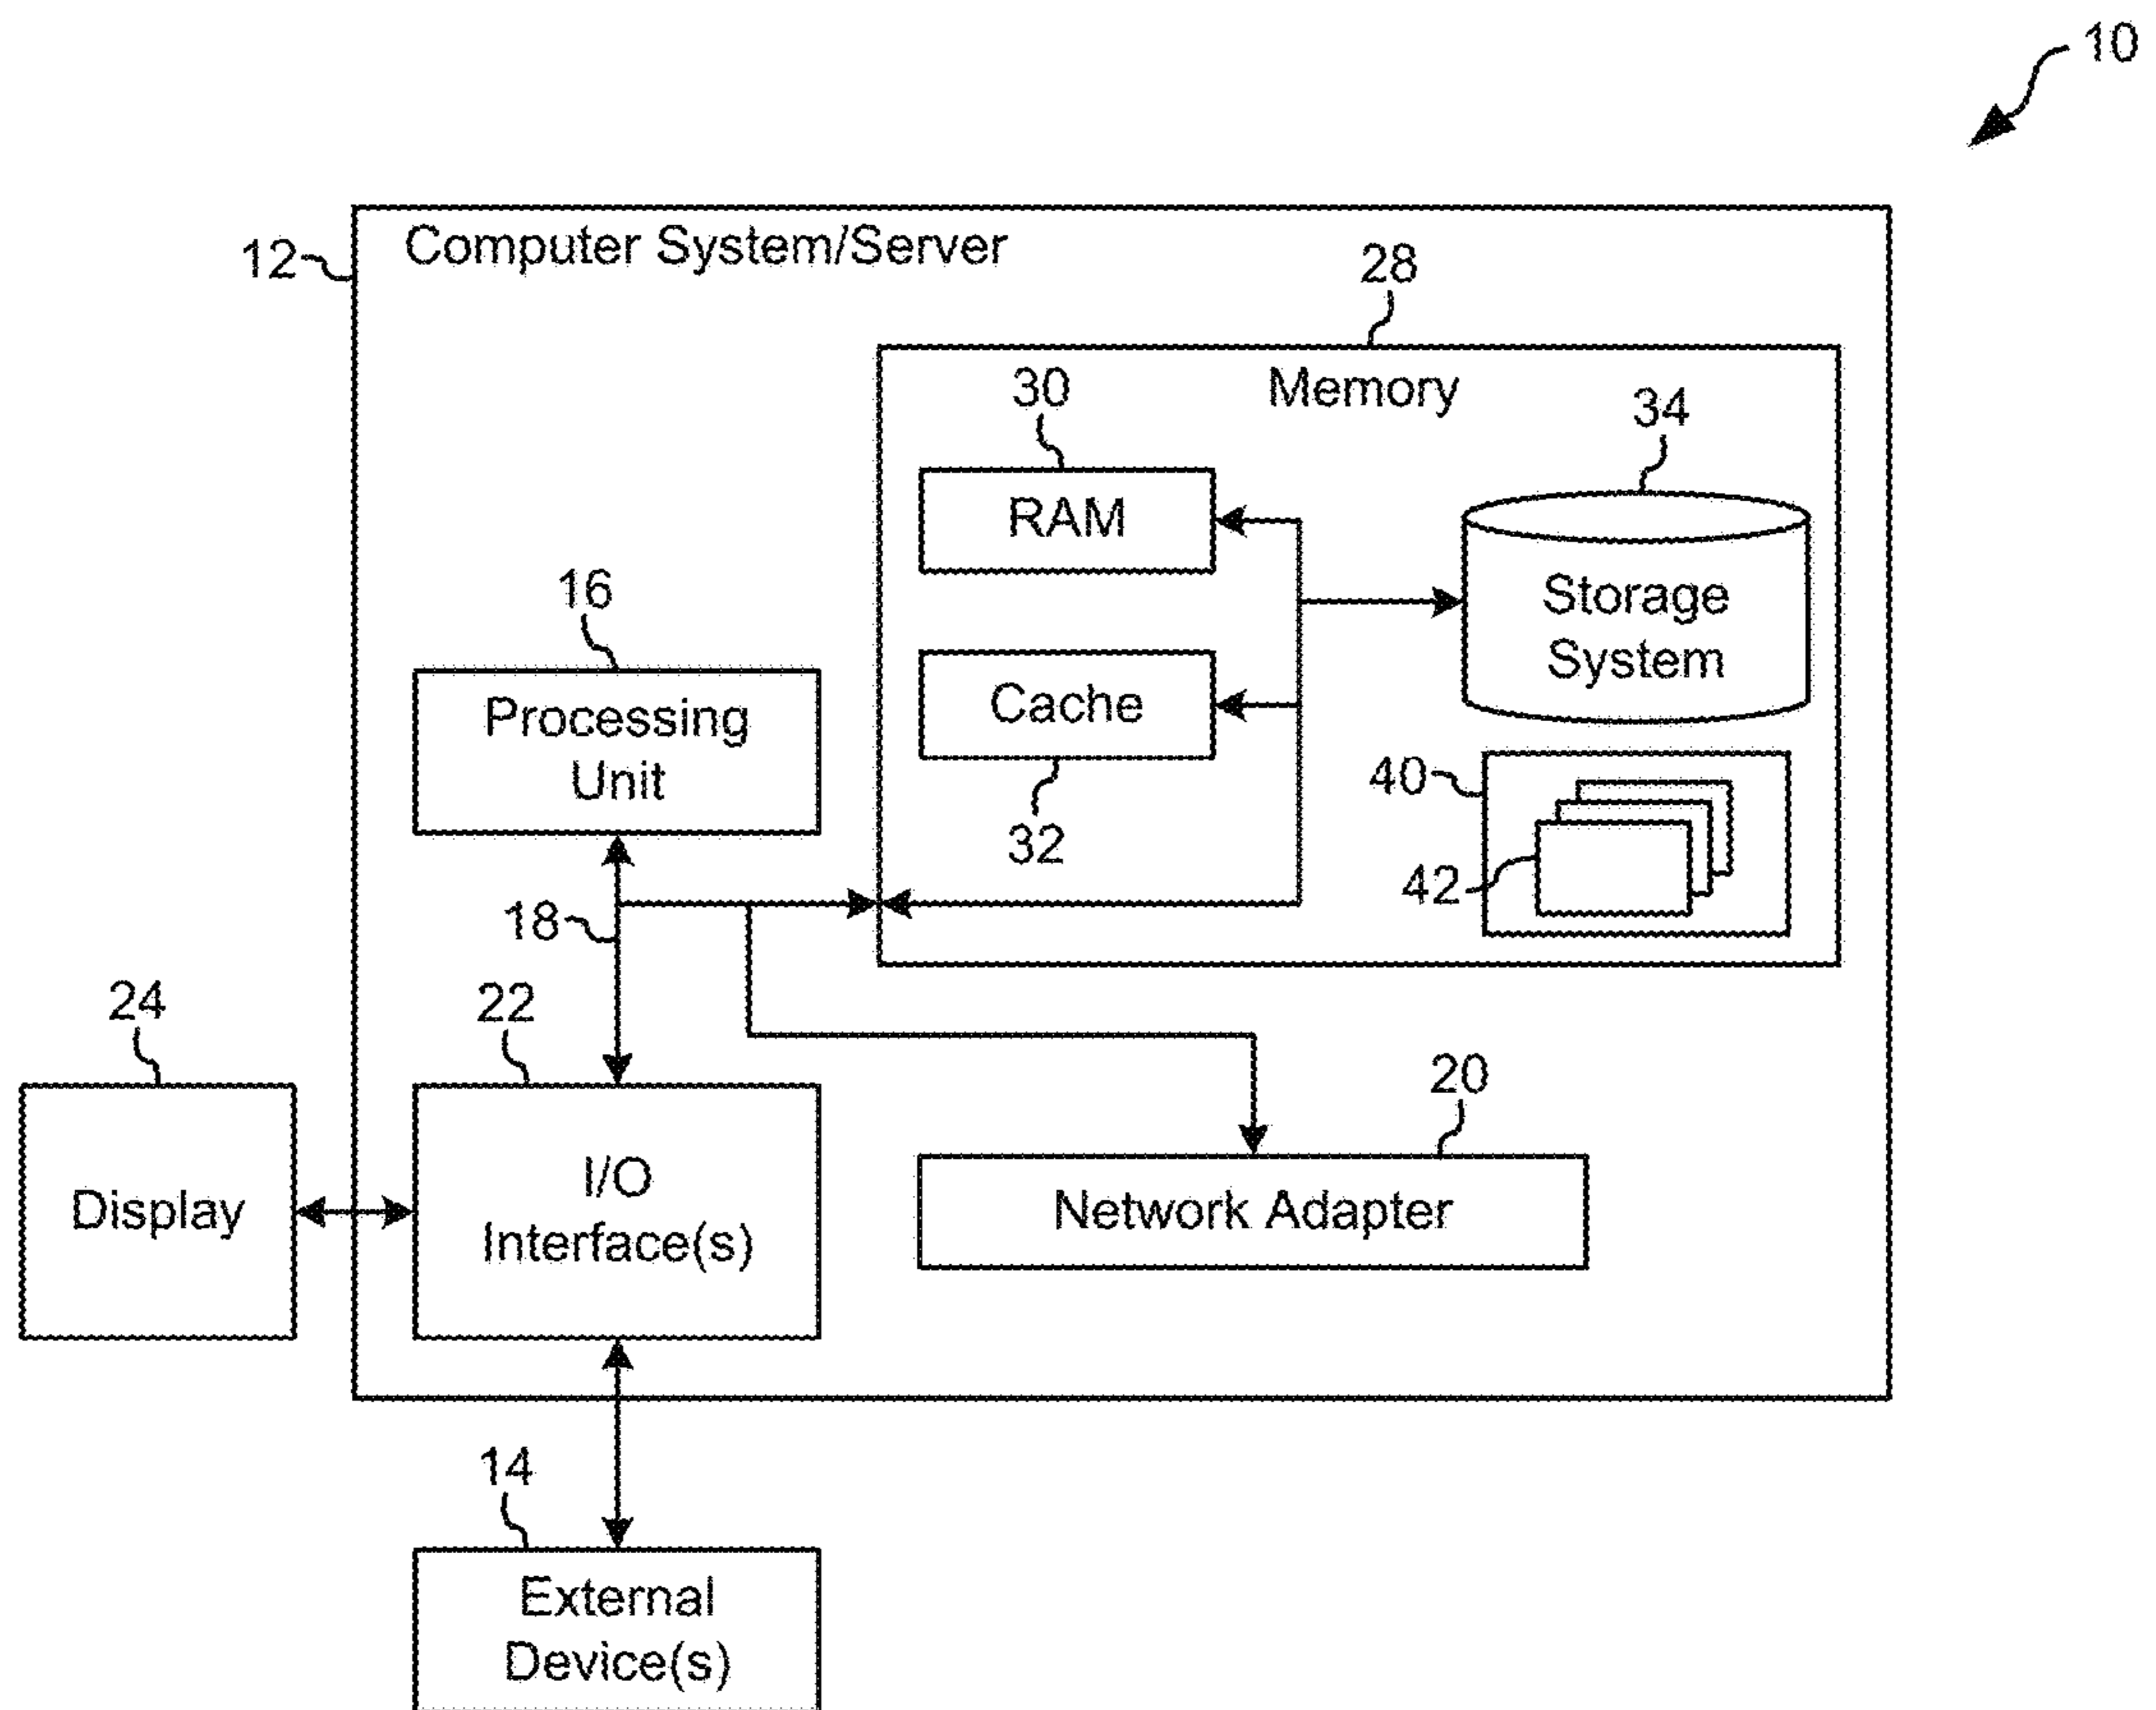 10
12
Computer System/Server
28
Memory
30
RAM
34
Storage
System
16
Processing
Unit
Cache
32
40
42
18
22
24
Display
I/O
Interface(s)
20
Network Adapter
14
External
Device(s)